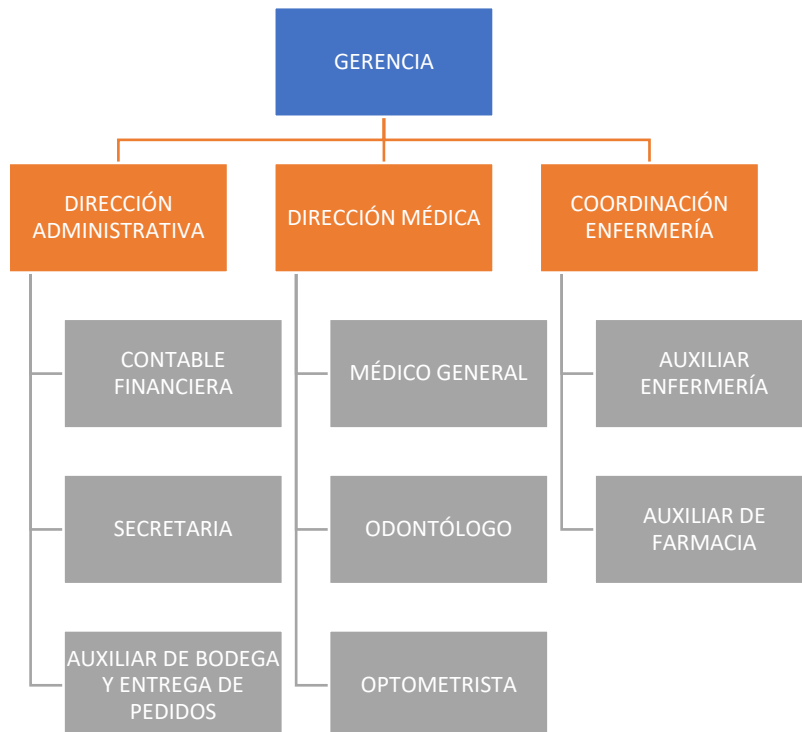 GERENCIA
DIRECCIÓN
ADMINISTRATIVA
DIRECCIÓN MÉDICA
COORDINACIÓN
ENFERMERÍA
CONTABLE
FINANCIERA
MÉDICO GENERAL
AUXILIAR
ENFERMERÍA
SECRETARIA
ODONTÓLOGO
AUXILIAR DE
FARMACIA
AUXILIAR DE BODEGA
Y ENTREGA DE
PEDIDOS
OPTOMETRISTA